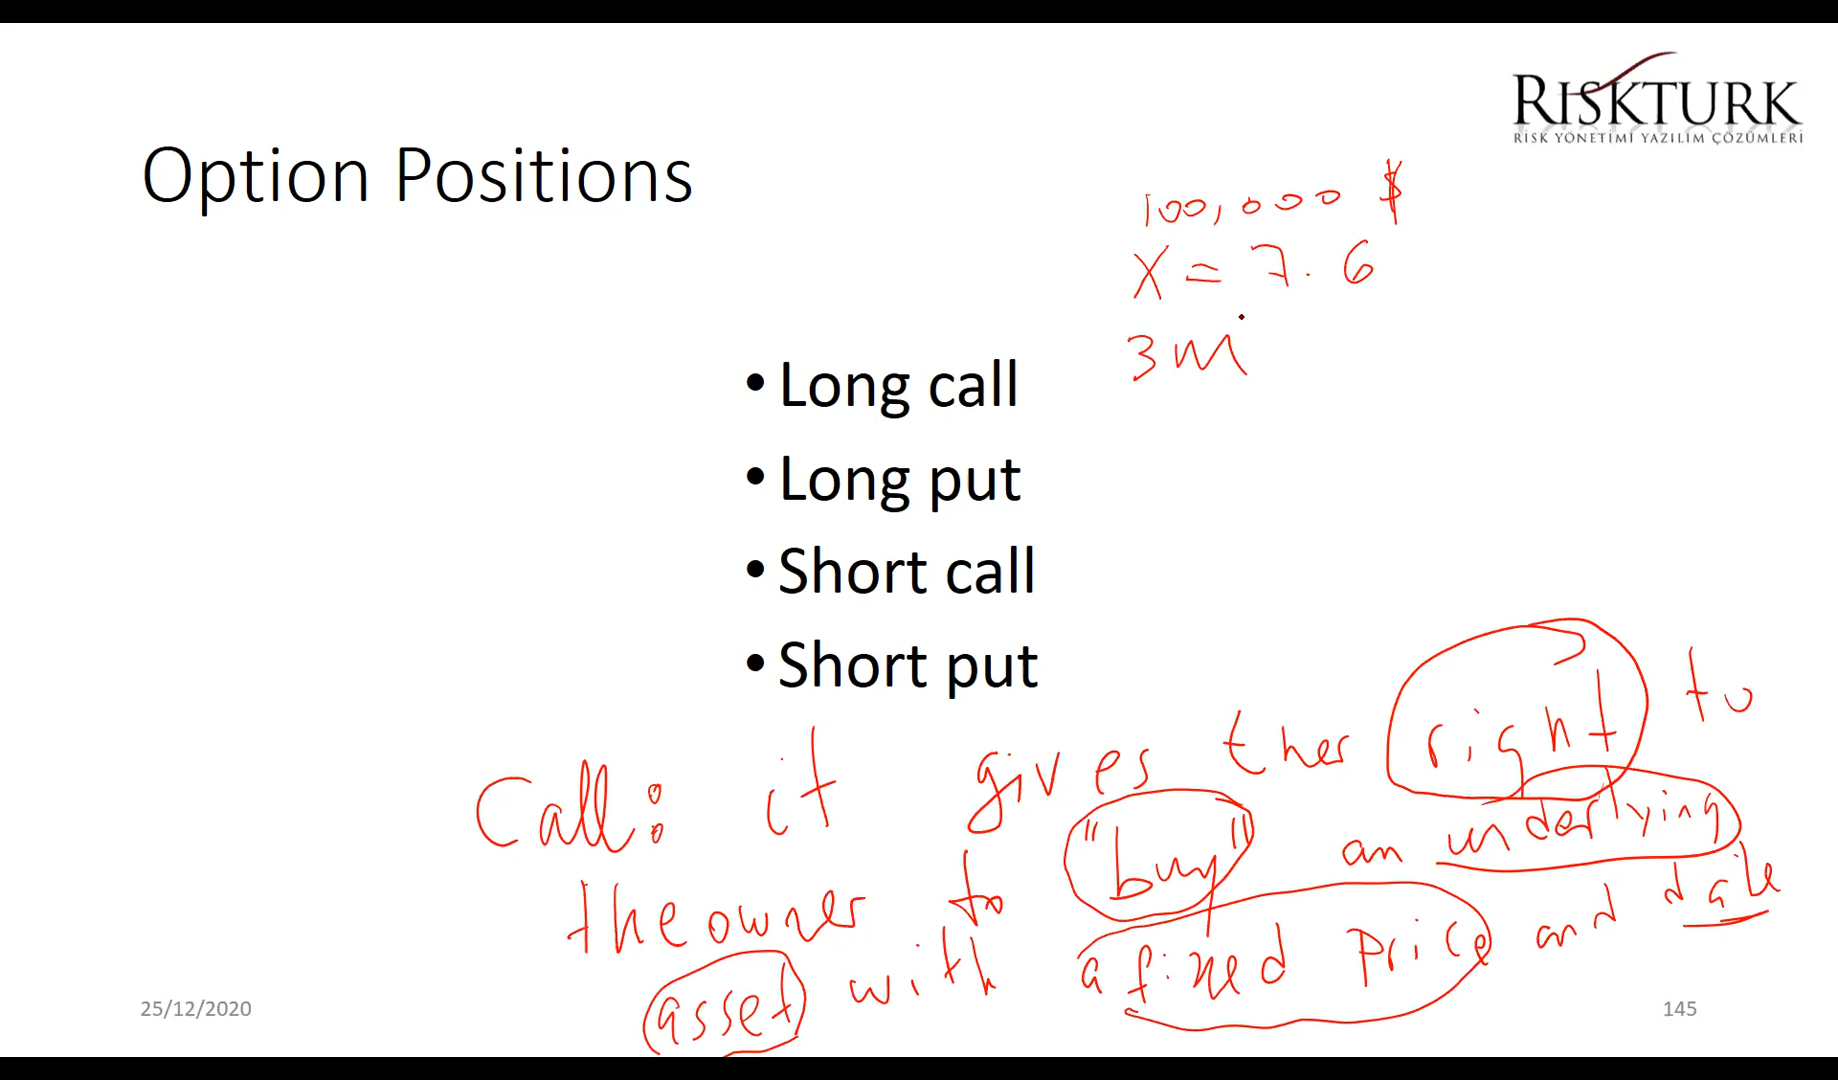 RISKTURK
RİSK YÖNETİMİ YAZILIM ÇÖZÜMLERİ
Option Positions
100,000 $
X = 7.6
3M
• Long call
• Long put
• Short call
• Short put
Call: it gives ther right to
the owner to "buy" an underlying
asset with a fixed price and date
25/12/2020
145